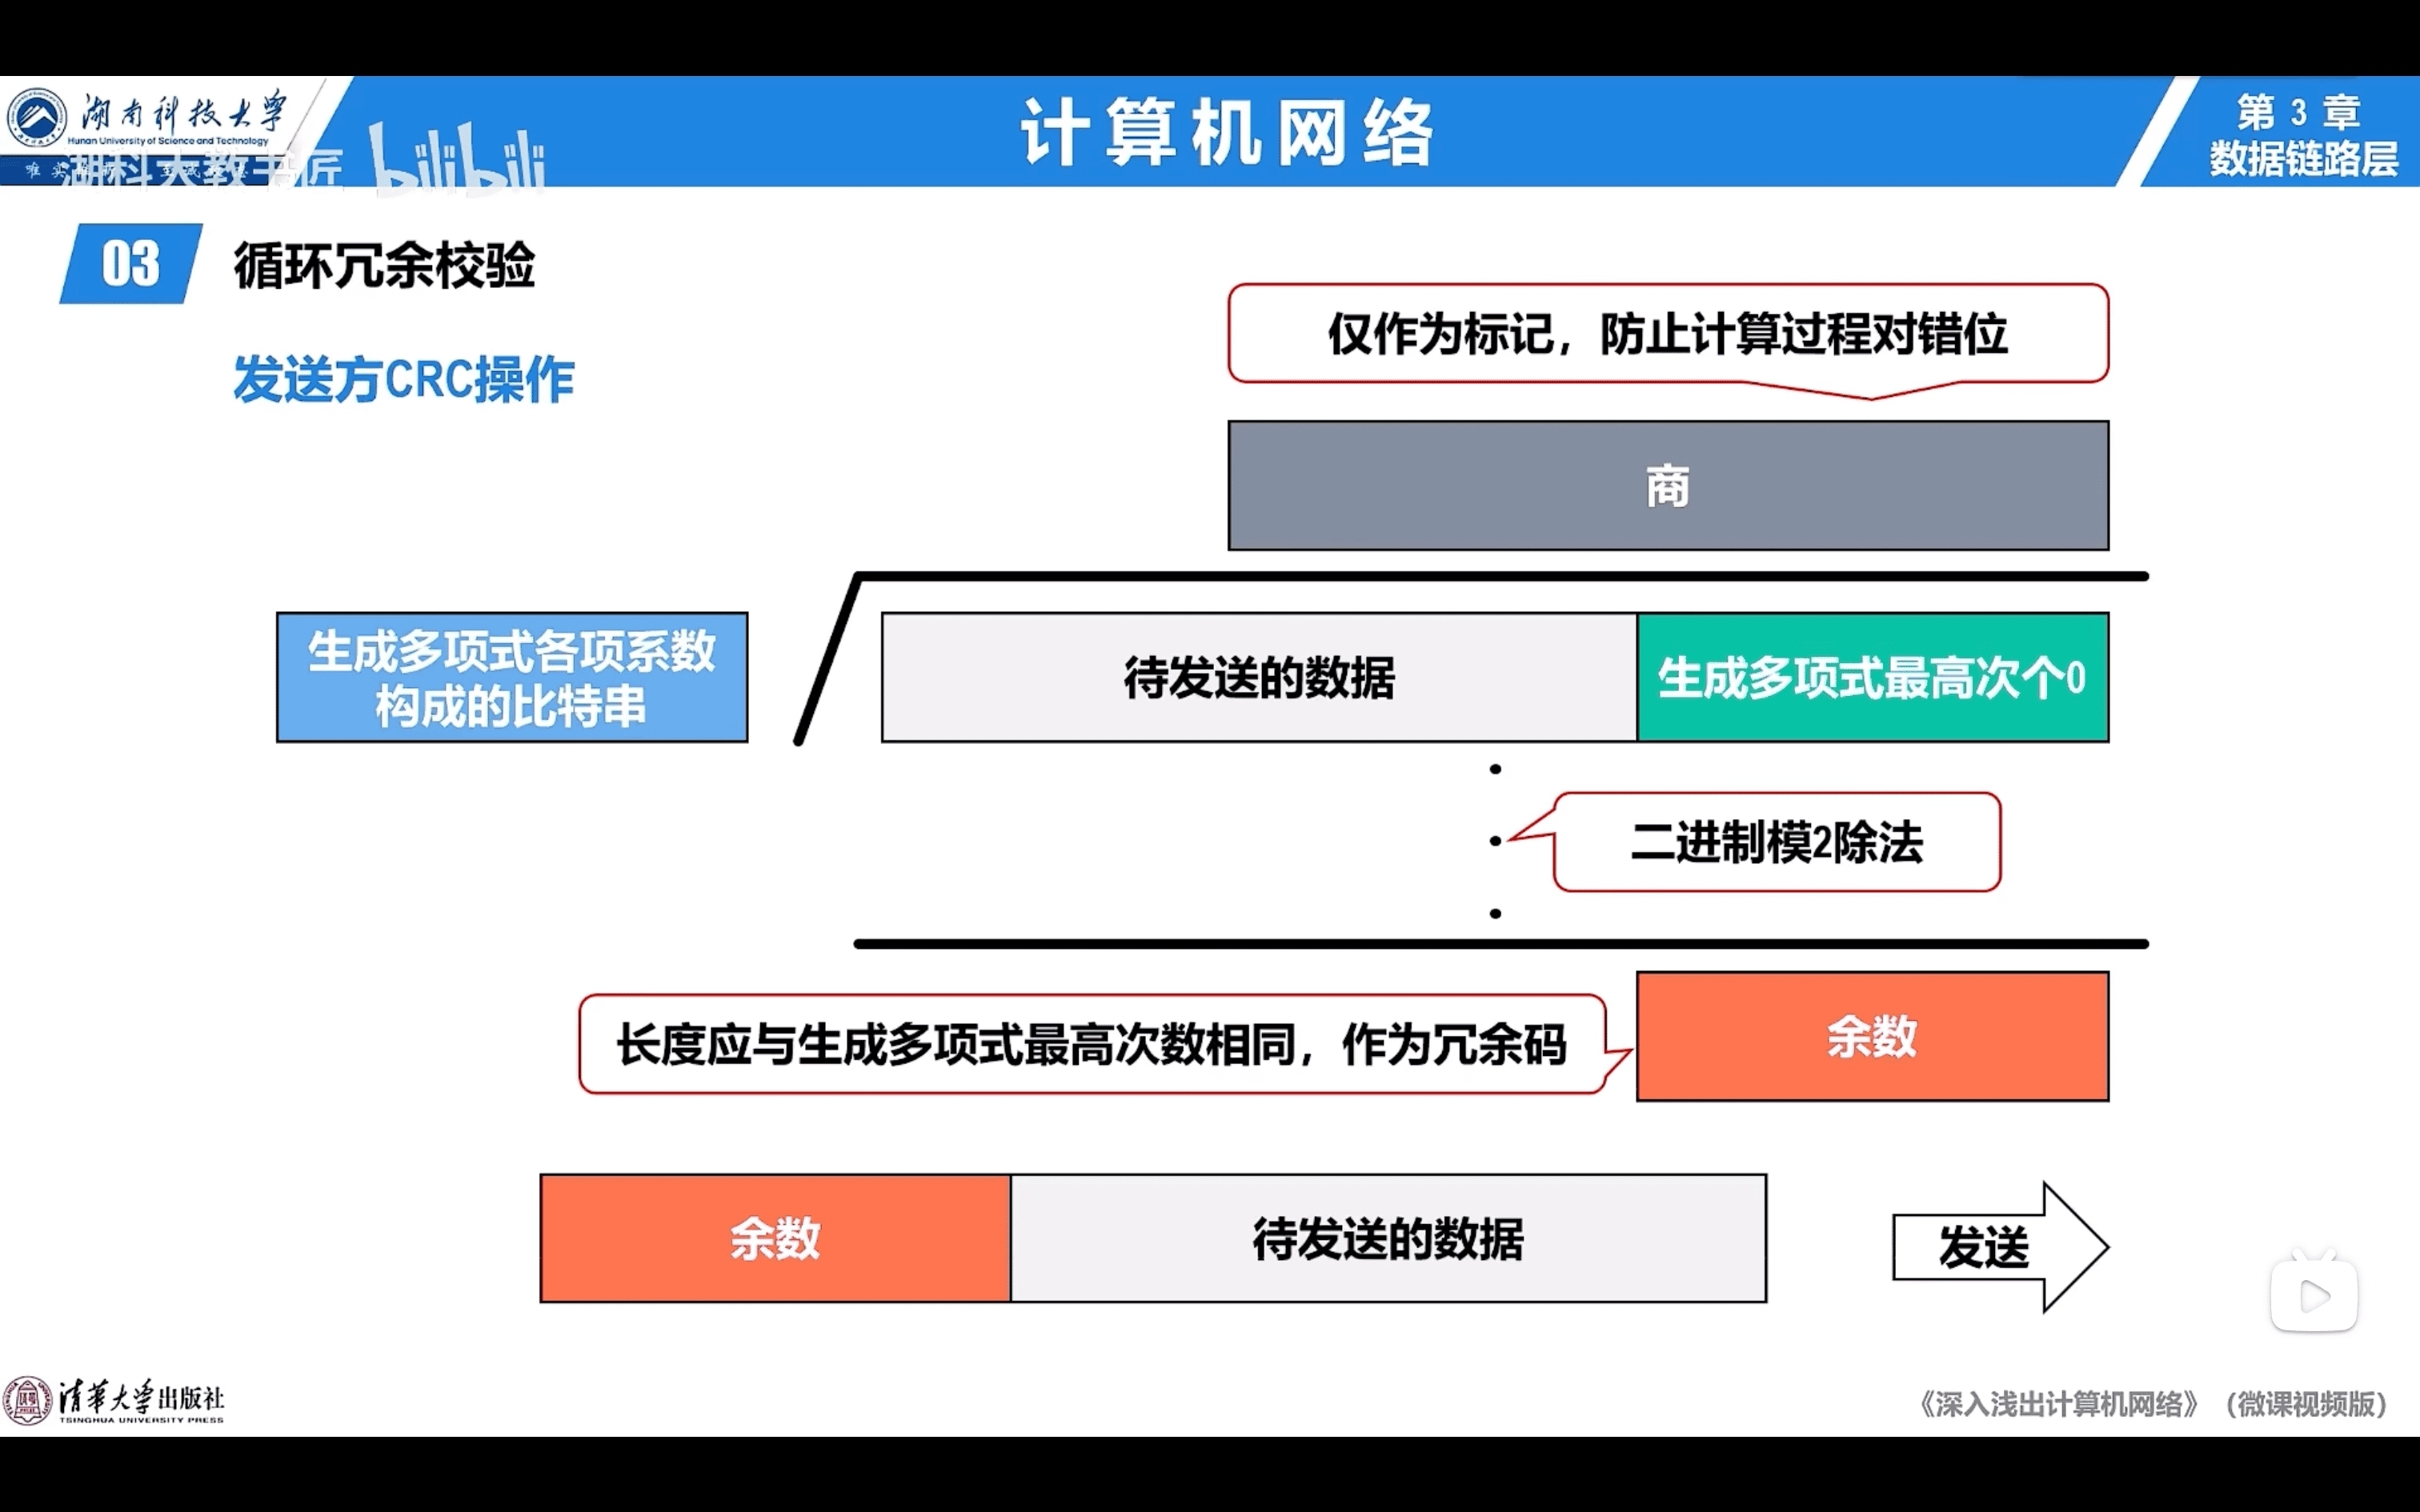 湖南科技大学
Hunan University of Science and Technology
湖科大教书匠 bilibili
计算机网络
第 3 章
数据链路层
03 循环冗余校验
发送方CRC操作
仅作为标记，防止计算过程对错位
商
生成多项式各项系数
构成的比特串
待发送的数据
生成多项式最高次个0
二进制模2除法
长度应与生成多项式最高次数相同，作为冗余码
余数
余数
待发送的数据
发送
清华大学出版社
TSINGHUA UNIVERSITY PRESS
《深入浅出计算机网络》（微课视频版）